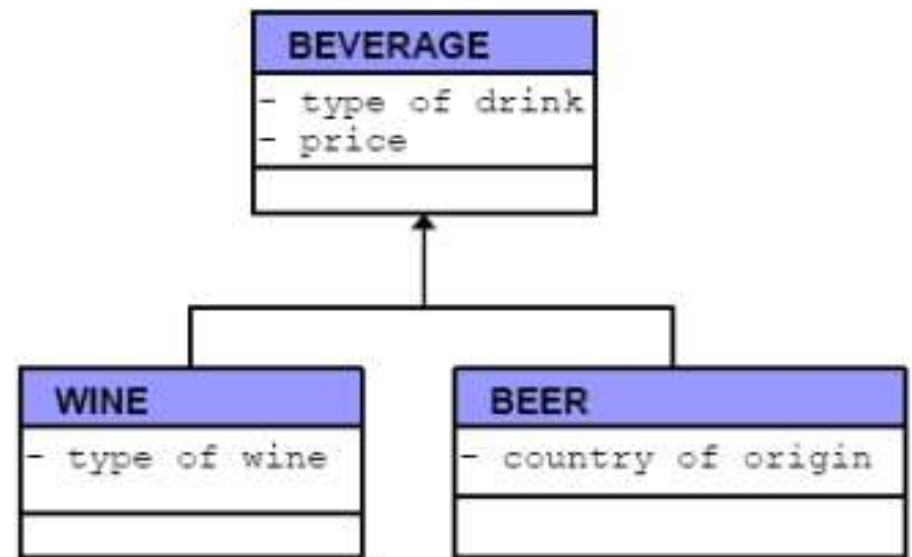 BEVERAGE
- type of drink
- price
WINE
- type of wine
BEER
- country of origin